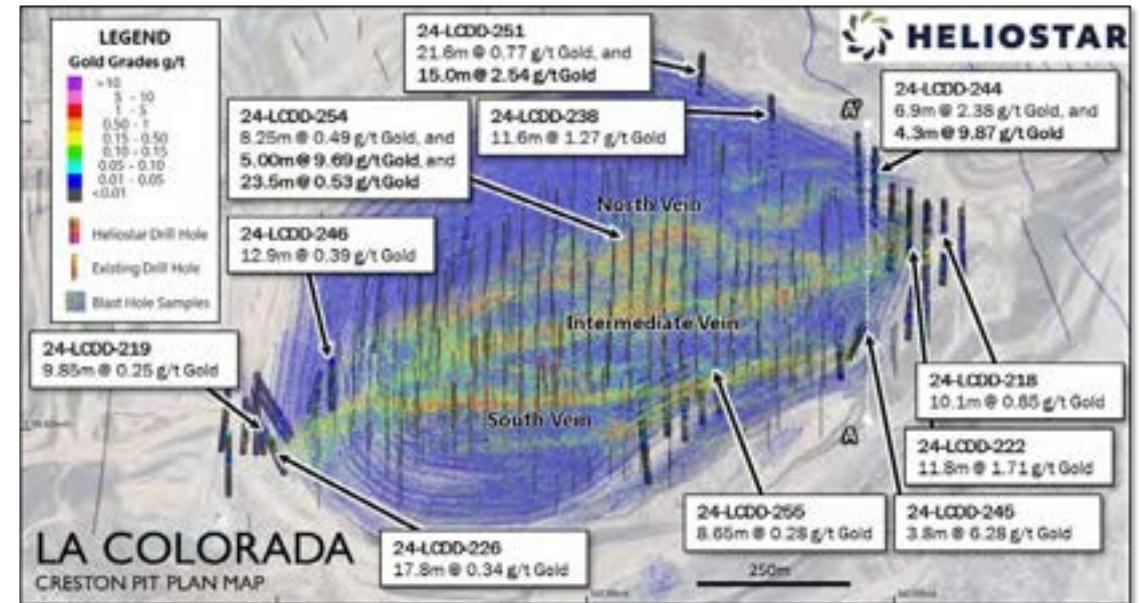 LEGEND
Gold Grades g/t
>10
5 - 10
1 - 5
0.50 - 1
0.15 - 0.50
0.10 - 0.15
0.05 - 0.10
0.01 - 0.05
<0.01
Heliostar Drill Hole
Existing Drill Hole
Blast Hole Samples
HELIOSTAR
24-LCDD-251
21.6m @ 0.77 g/t Gold, and
15.0m @ 2.54 g/t Gold
24-LCDD-244
6.9m @ 2.38 g/t Gold, and
4.3m @ 9.87 g/t Gold
24-LCDD-254
8.25m @ 0.49 g/t Gold, and
5.00m @ 9.69 g/t Gold, and
23.5m @ 0.53 g/t Gold
24-LCDD-238
11.6m @ 1.27 g/t Gold
A'
North Vein
24-LCDD-246
12.9m @ 0.39 g/t Gold
Intermediate Vein
24-LCDD-219
9.85m @ 0.25 g/t Gold
South Vein
A
24-LCDD-218
10.1m @ 0.85 g/t Gold
24-LCDD-222
11.8m @ 1.71 g/t Gold
24-LCDD-255
8.65m @ 0.28 g/t Gold
24-LCDD-245
3.8m @ 6.28 g/t Gold
24-LCDD-226
17.8m @ 0.34 g/t Gold
LA COLORADA
CRESTON PIT PLAN MAP
250m